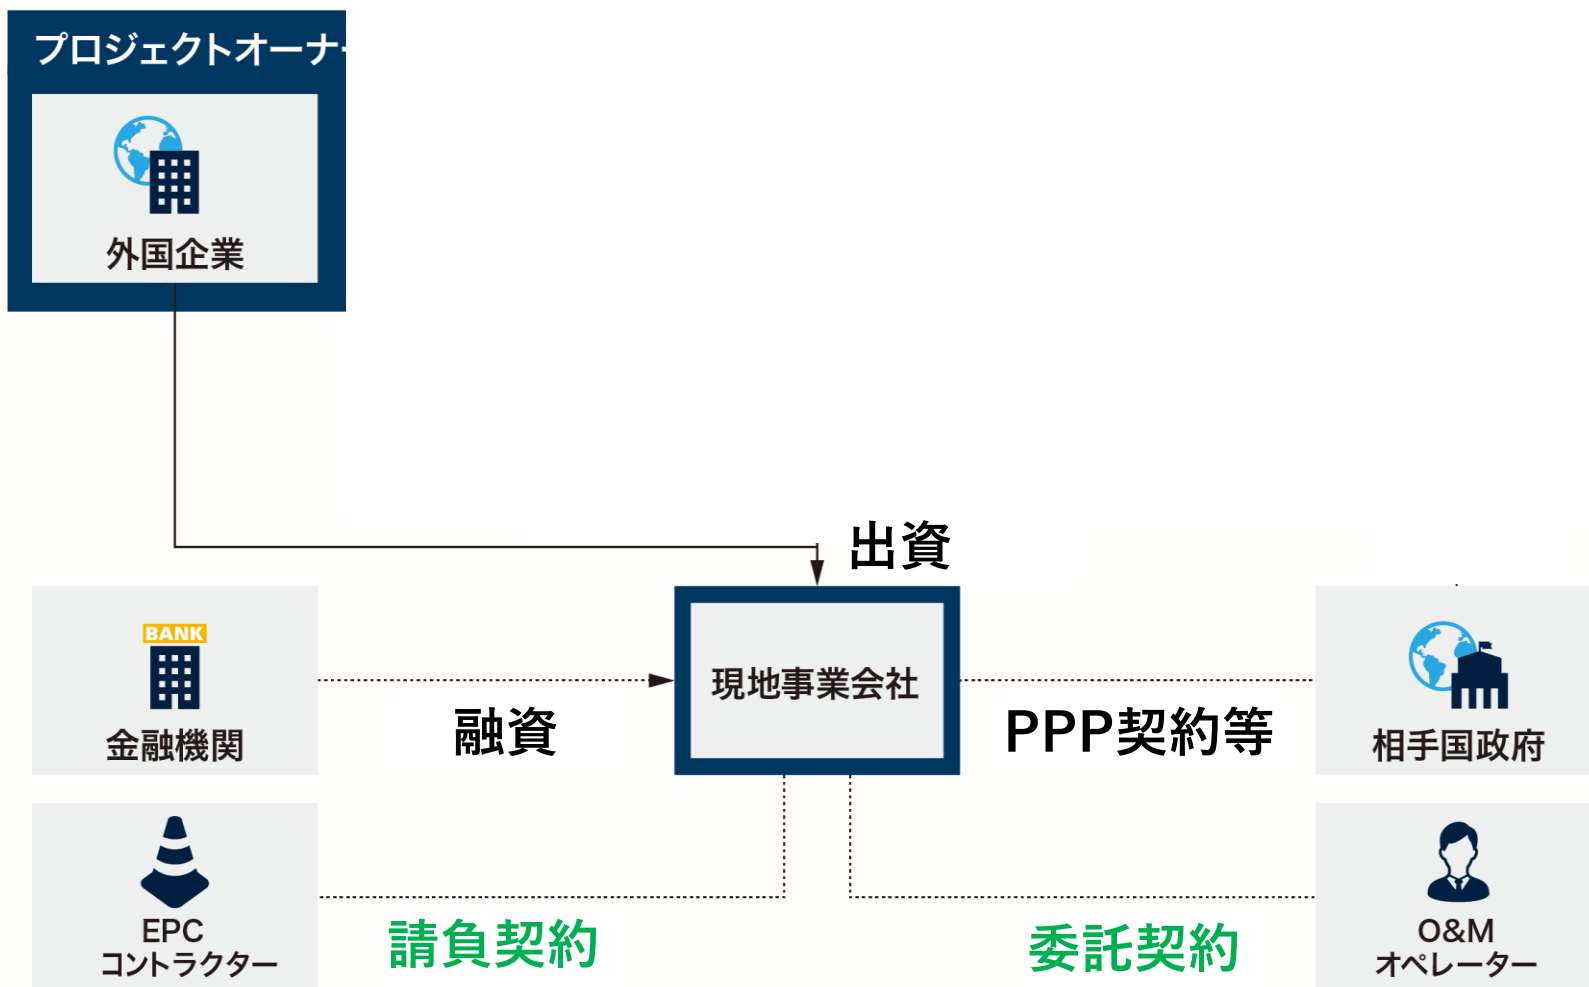 プロジェクトオーナー
外国企業
出資
BANK
金融機関
融資
現地事業会社
PPP契約等
相手国政府
EPC
コントラクター
請負契約
委託契約
O&M
オペレーター